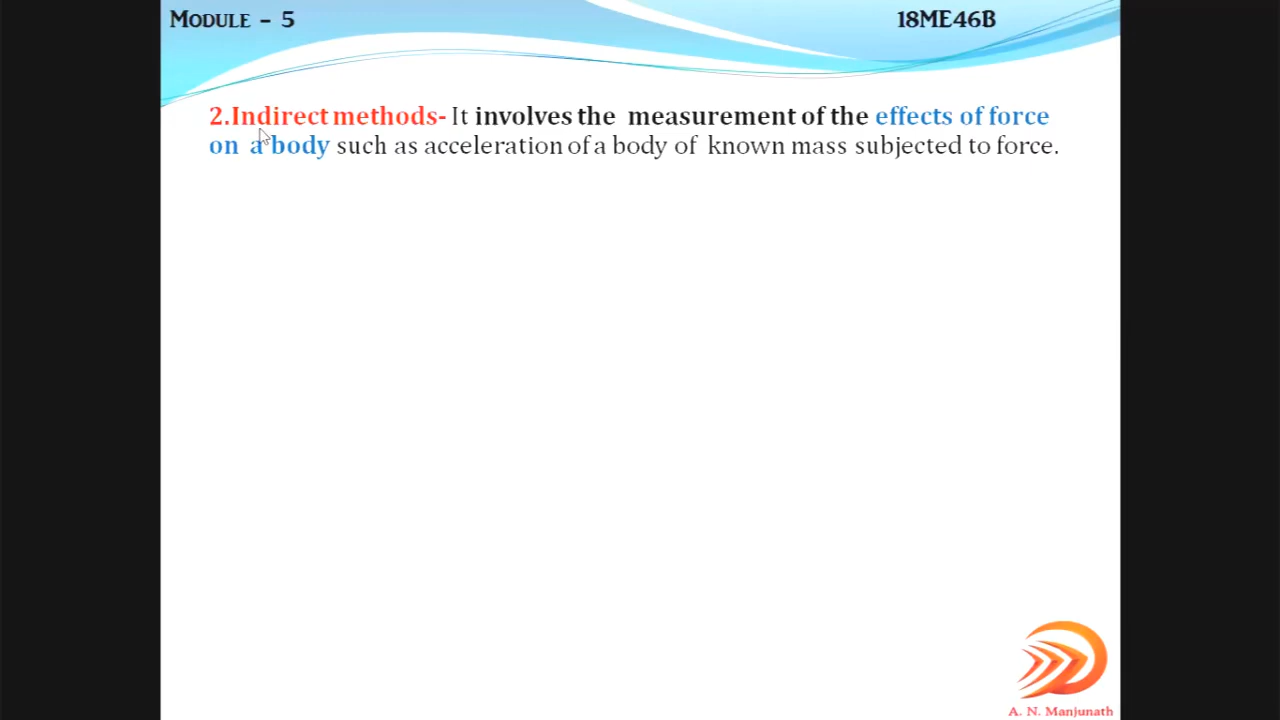 MODULE – 5
18ME46B
2.Indirect methods- It involves the measurement of the effects of force
on a body such as acceleration of a body of known mass subjected to force.
A. N. Manjunath